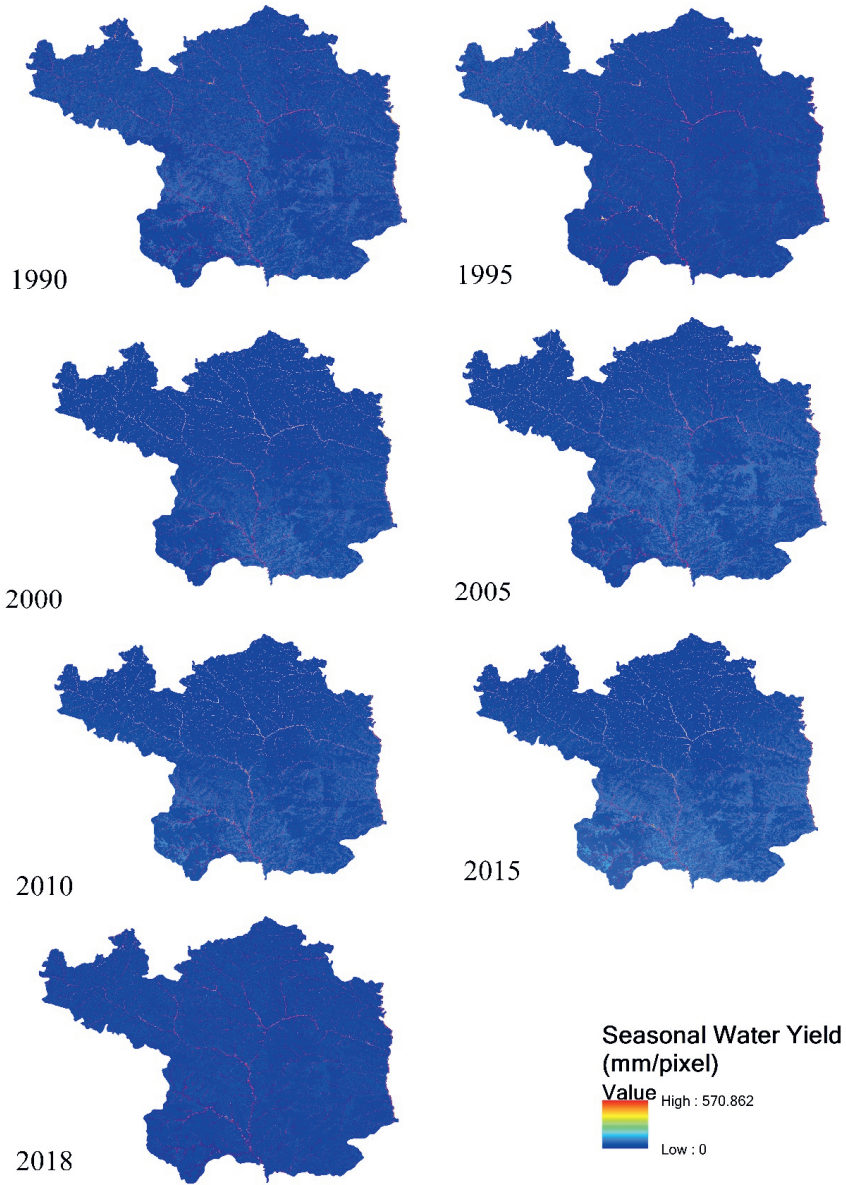 1990
1995
2000
2005
2010
2015
2018
Seasonal Water Yield
(mm/pixel)
Value
High : 570.862
Low : 0